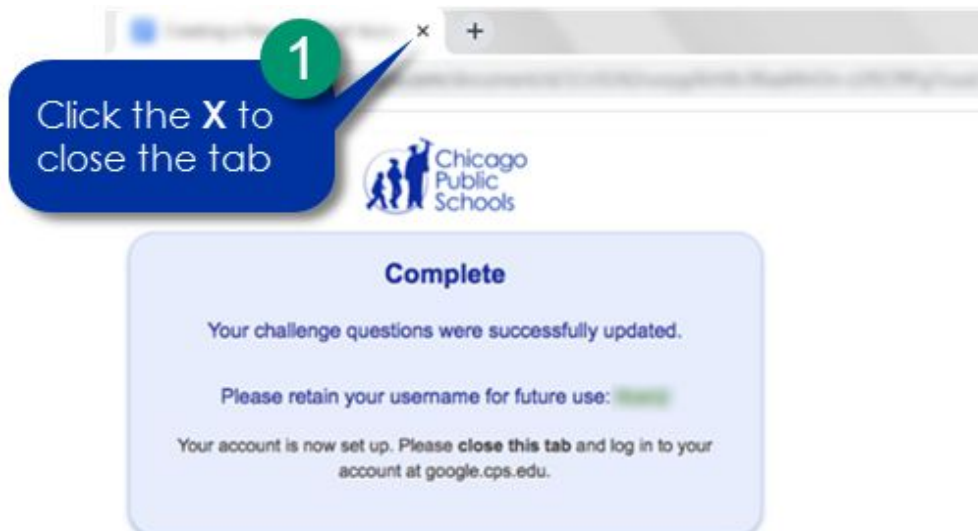 × +
1
Click the X to
close the tab
Chicago
Public
Schools
Complete
Your challenge questions were successfully updated.
Please retain your username for future use:
Your account is now set up. Please close this tab and log in to your
account at google.cps.edu.